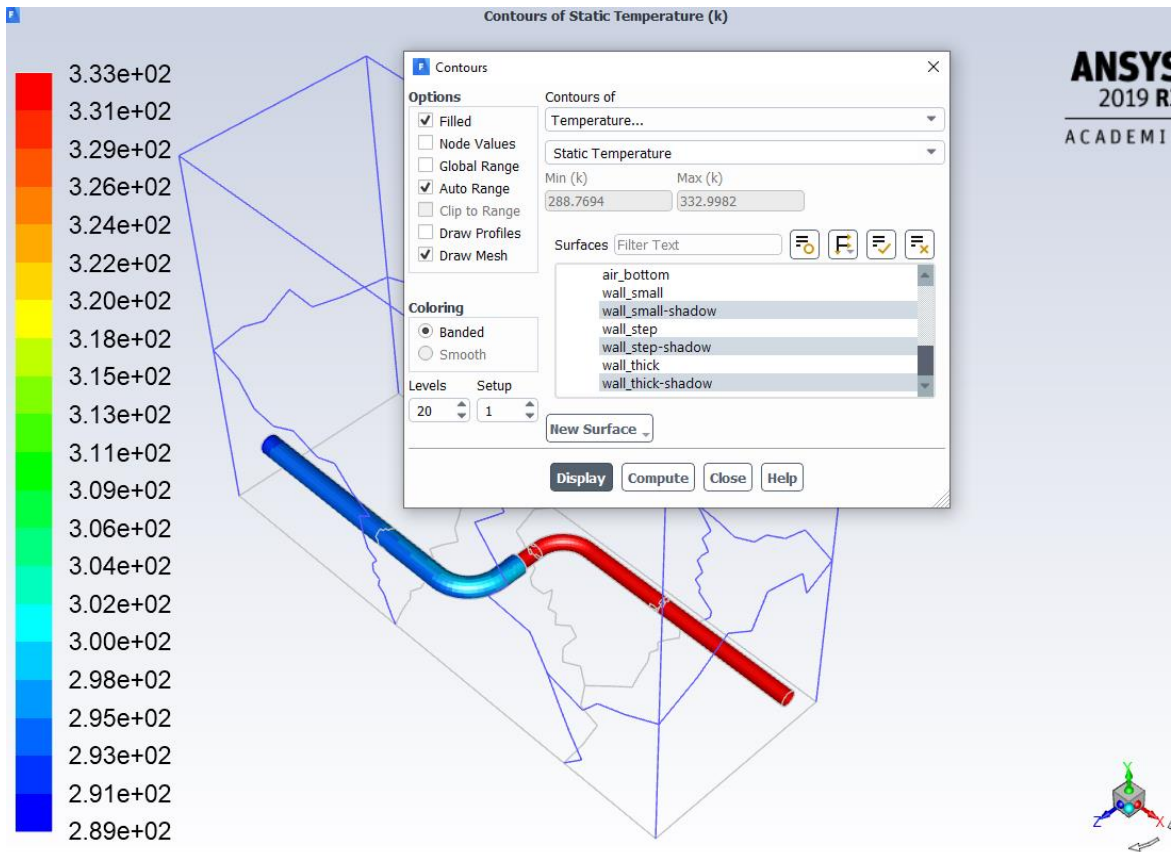 Contours of Static Temperature (k)
3.33e+02
3.31e+02
3.29e+02
3.26e+02
3.24e+02
3.22e+02
3.20e+02
3.18e+02
3.15e+02
3.13e+02
3.11e+02
3.09e+02
3.06e+02
3.04e+02
3.02e+02
3.00e+02
2.98e+02
2.95e+02
2.93e+02
2.91e+02
2.89e+02
Contours
Options
Filled
Node Values
Global Range
Auto Range
Clip to Range
Draw Profiles
Draw Mesh
Coloring
Banded
Smooth
Levels Setup
20 1
Contours of
Temperature...
Static Temperature
Min (k) Max (k)
288.7694 332.9982
Surfaces Filter Text
air_bottom
wall_small
wall_small-shadow
wall_step
wall_step-shadow
wall_thick
wall_thick-shadow
New Surface
Display Compute Close Help
ANSYS
2019 R
ACADEMI
Y
Z X